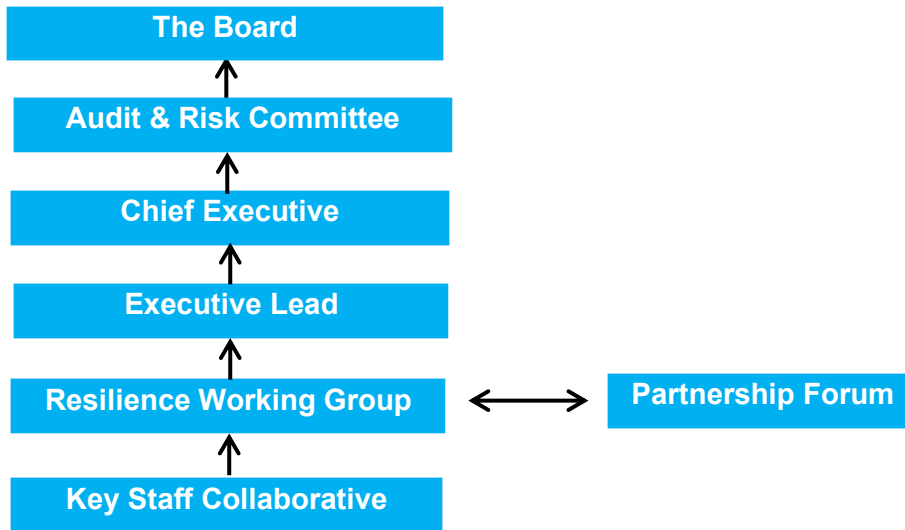 The Board
Audit & Risk Committee
Chief Executive
Executive Lead
Resilience Working Group
Partnership Forum
Key Staff Collaborative